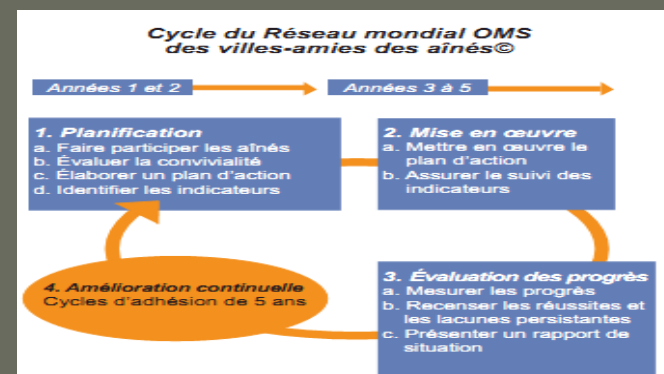 Cycle du Réseau mondial OMS
des villes-amies des aînés©
Années 1 et 2
Années 3 à 5
1. Planification
a. Faire participer les aînés
b. Évaluer la convivialité
c. Élaborer un plan d'action
d. Identifier les indicateurs
2. Mise en œuvre
a. Mettre en œuvre le
plan d'action
b. Assurer le suivi des
indicateurs
3. Évaluation des progrès
a. Mesurer les progrès
b. Recenser les réussites et
les lacunes persistantes
c. Présenter un rapport de
situation
4. Amélioration continuelle
Cycles d'adhésion de 5 ans